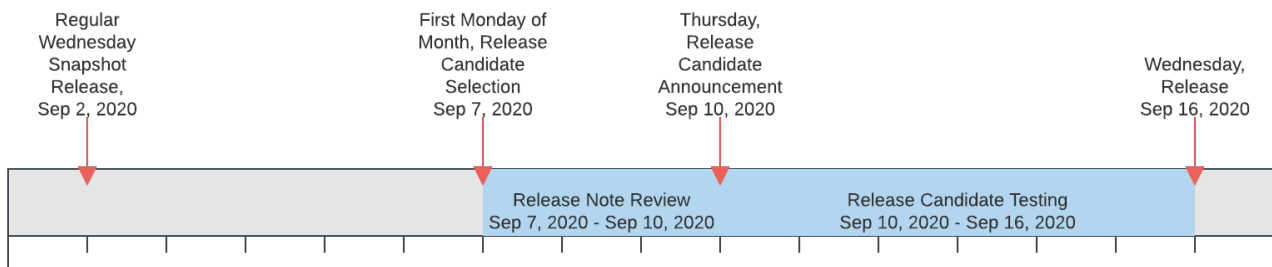 Regular
Wednesday
Snapshot
Release,
Sep 2, 2020
First Monday of
Month, Release
Candidate
Selection
Sep 7, 2020
Thursday,
Release
Candidate
Announcement
Sep 10, 2020
Wednesday,
Release
Sep 16, 2020
Release Note Review
Sep 7, 2020 - Sep 10, 2020
Release Candidate Testing
Sep 10, 2020 - Sep 16, 2020